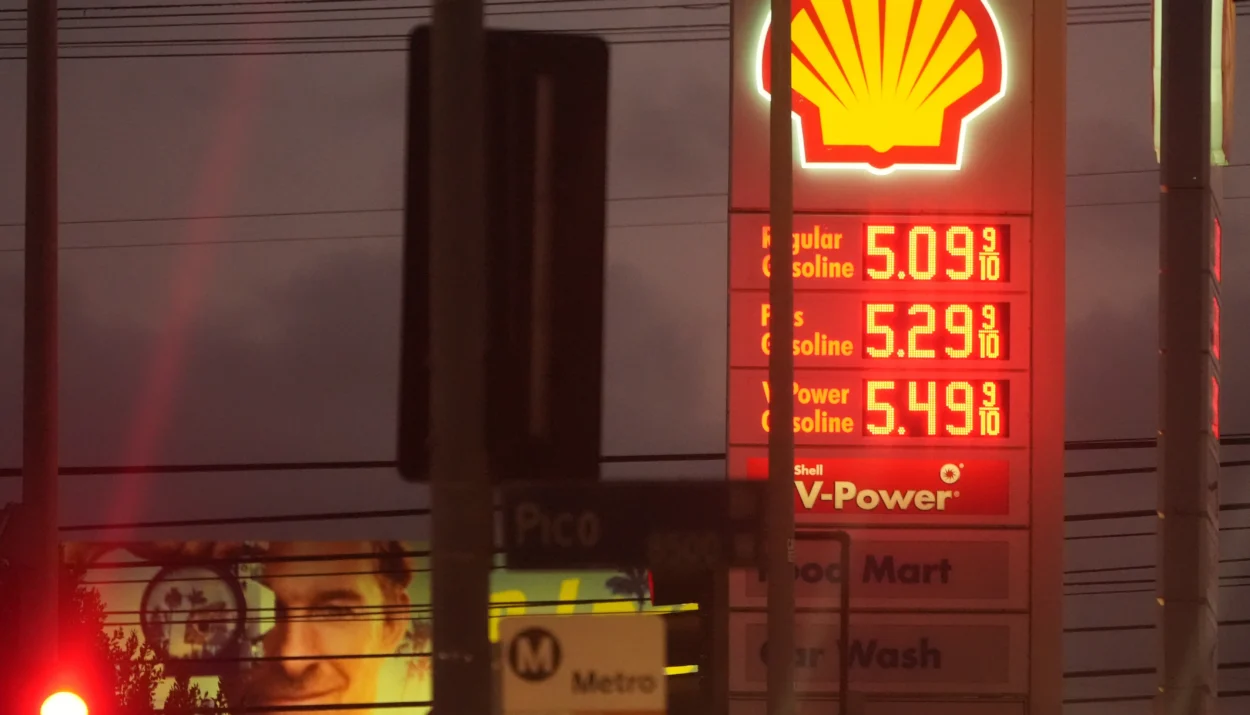 Regular
Gasoline
5.09 9/10
Plus
Gasoline
5.29 9/10
V-Power
Gasoline
5.49 9/10
Shell
V-Power
Food Mart
Car Wash
Pico
8500 W
M
Metro